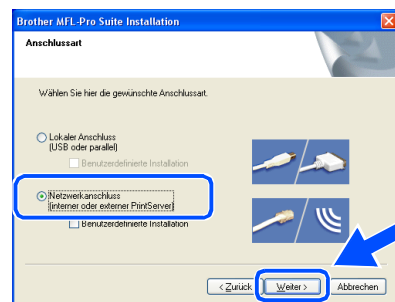 Brother MFL-Pro Suite Installation
Anschlussart
Wählen Sie hier die gewünschte Anschlussart.
Lokaler Anschluss
(USB oder parallel)
Benutzerdefinierte Installation
Netzwerkanschluss
(interner oder externer PrintServer)
Benutzerdefinierte Installation
< Zurück Weiter > Abbrechen